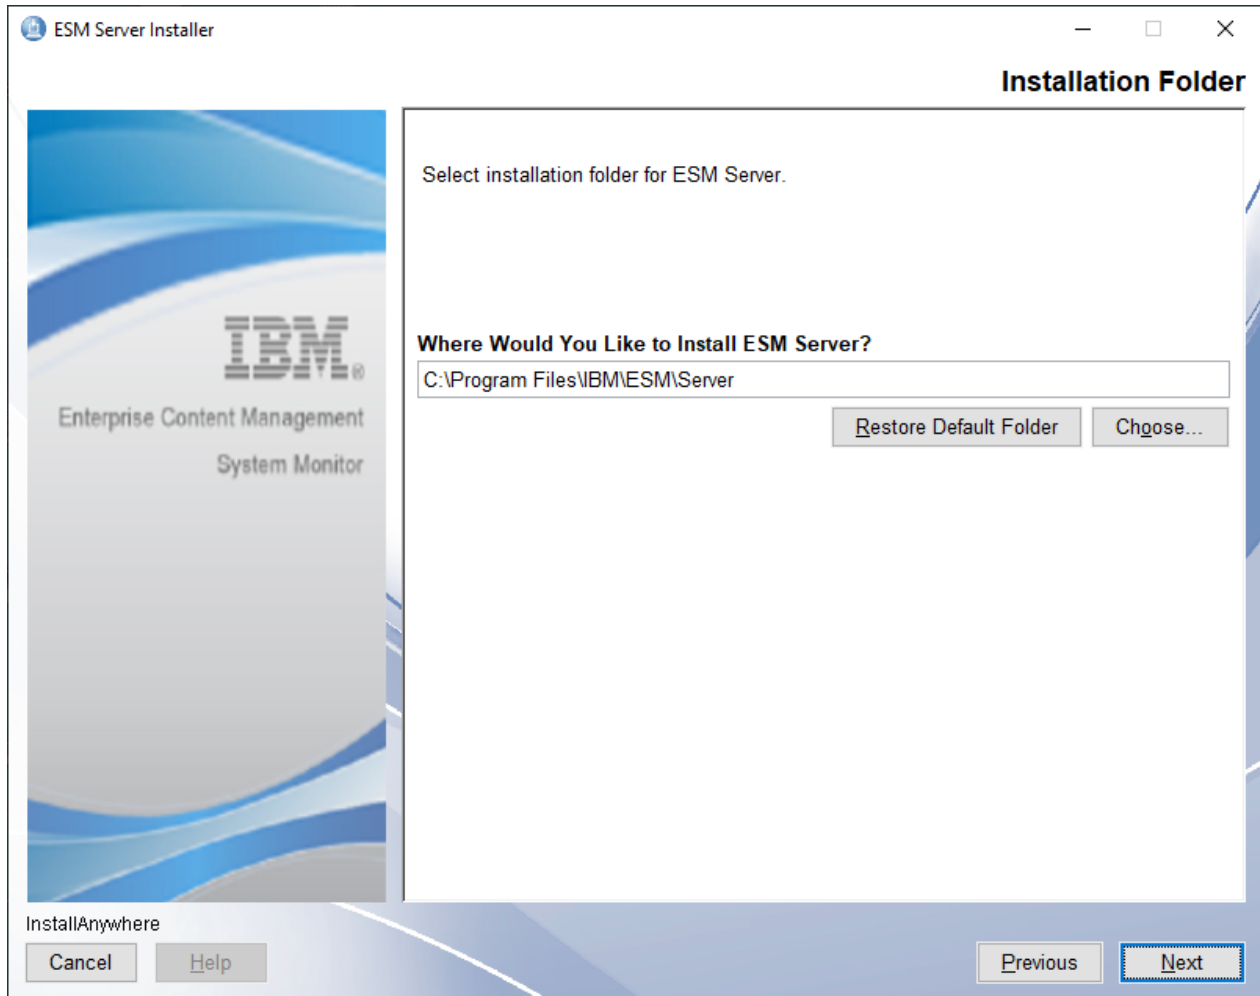 ESM Server Installer
Installation Folder
Select installation folder for ESM Server.
Where Would You Like to Install ESM Server?
C:\Program Files\IBM\ESM\Server
Restore Default Folder
Choose...
IBM®
Enterprise Content Management
System Monitor
InstallAnywhere
Cancel
Help
Previous
Next